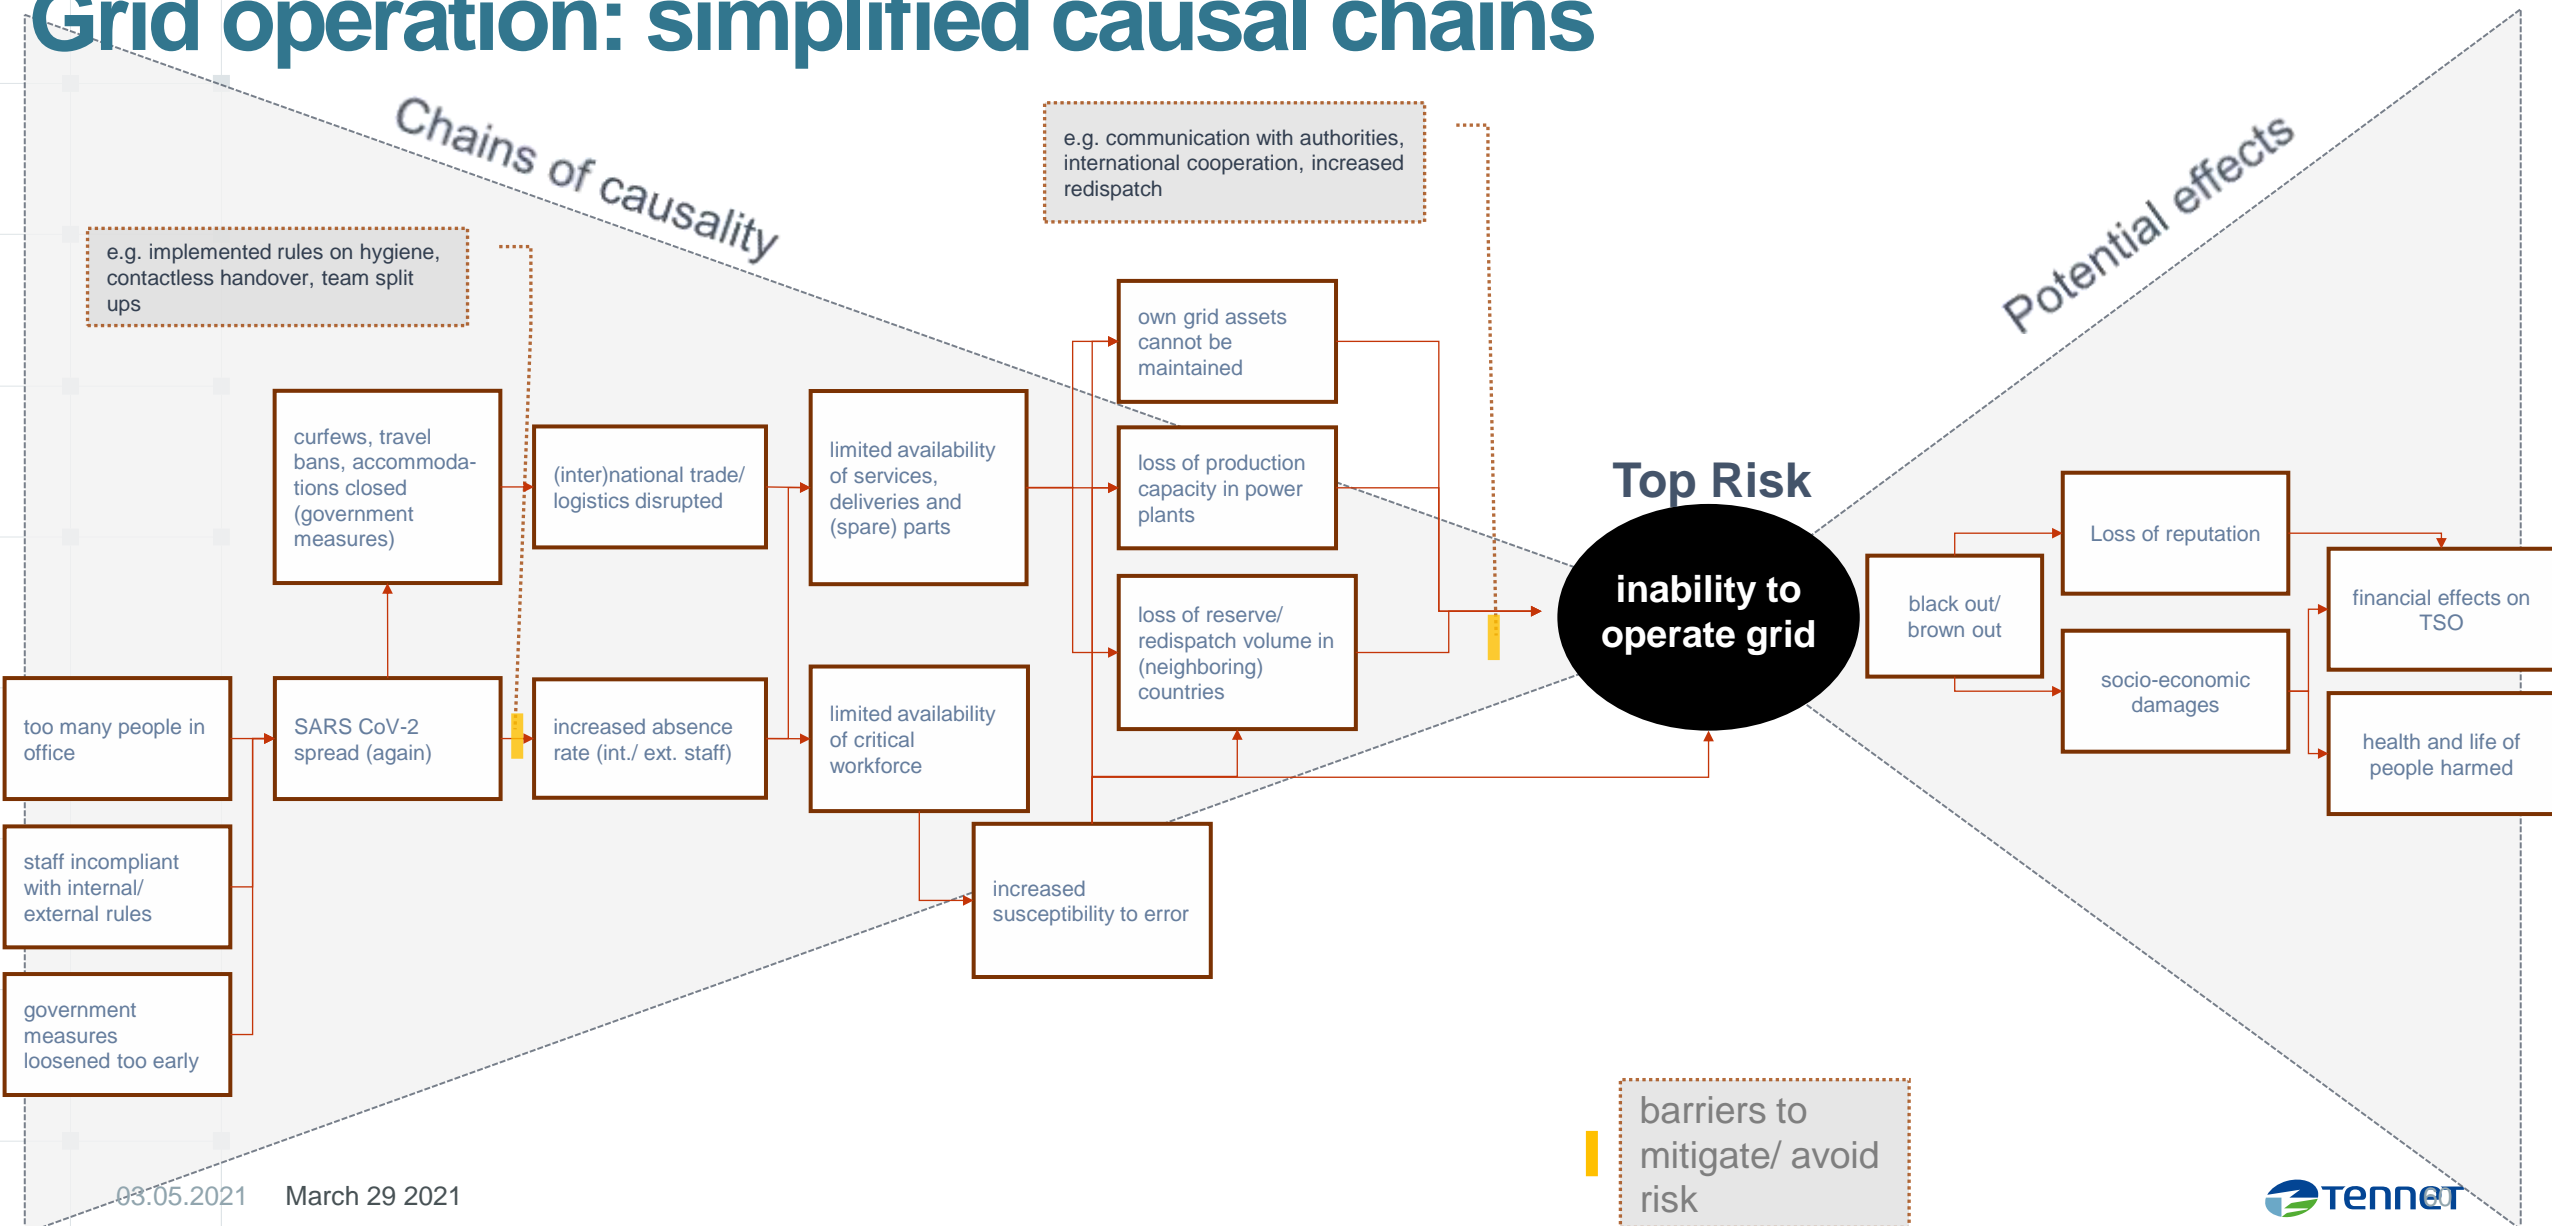 Grid operation: simplified causal chains
Chains of causality
Potential effects
e.g. communication with authorities,
international cooperation, increased
redispatch
e.g. implemented rules on hygiene,
contactless handover, team split
ups
own grid assets
cannot be
maintained
curfews, travel
bans, accommoda-
tions closed
(government
measures)
(inter)national trade/
logistics disrupted
limited availability
of services,
deliveries and
(spare) parts
loss of production
capacity in power
plants
loss of reserve/
redispatch volume in
(neighboring)
countries
Top Risk
inability to
operate grid
black out/
brown out
Loss of reputation
financial effects on
TSO
socio-economic
damages
health and life of
people harmed
too many people in
office
SARS CoV-2
spread (again)
increased absence
rate (int./ ext. staff)
limited availability
of critical
workforce
staff incompliant
with internal/
external rules
increased
susceptibility to error
government
measures
loosened too early
barriers to
mitigate/ avoid
risk
03.05.2021
March 29 2021
TenneT
60